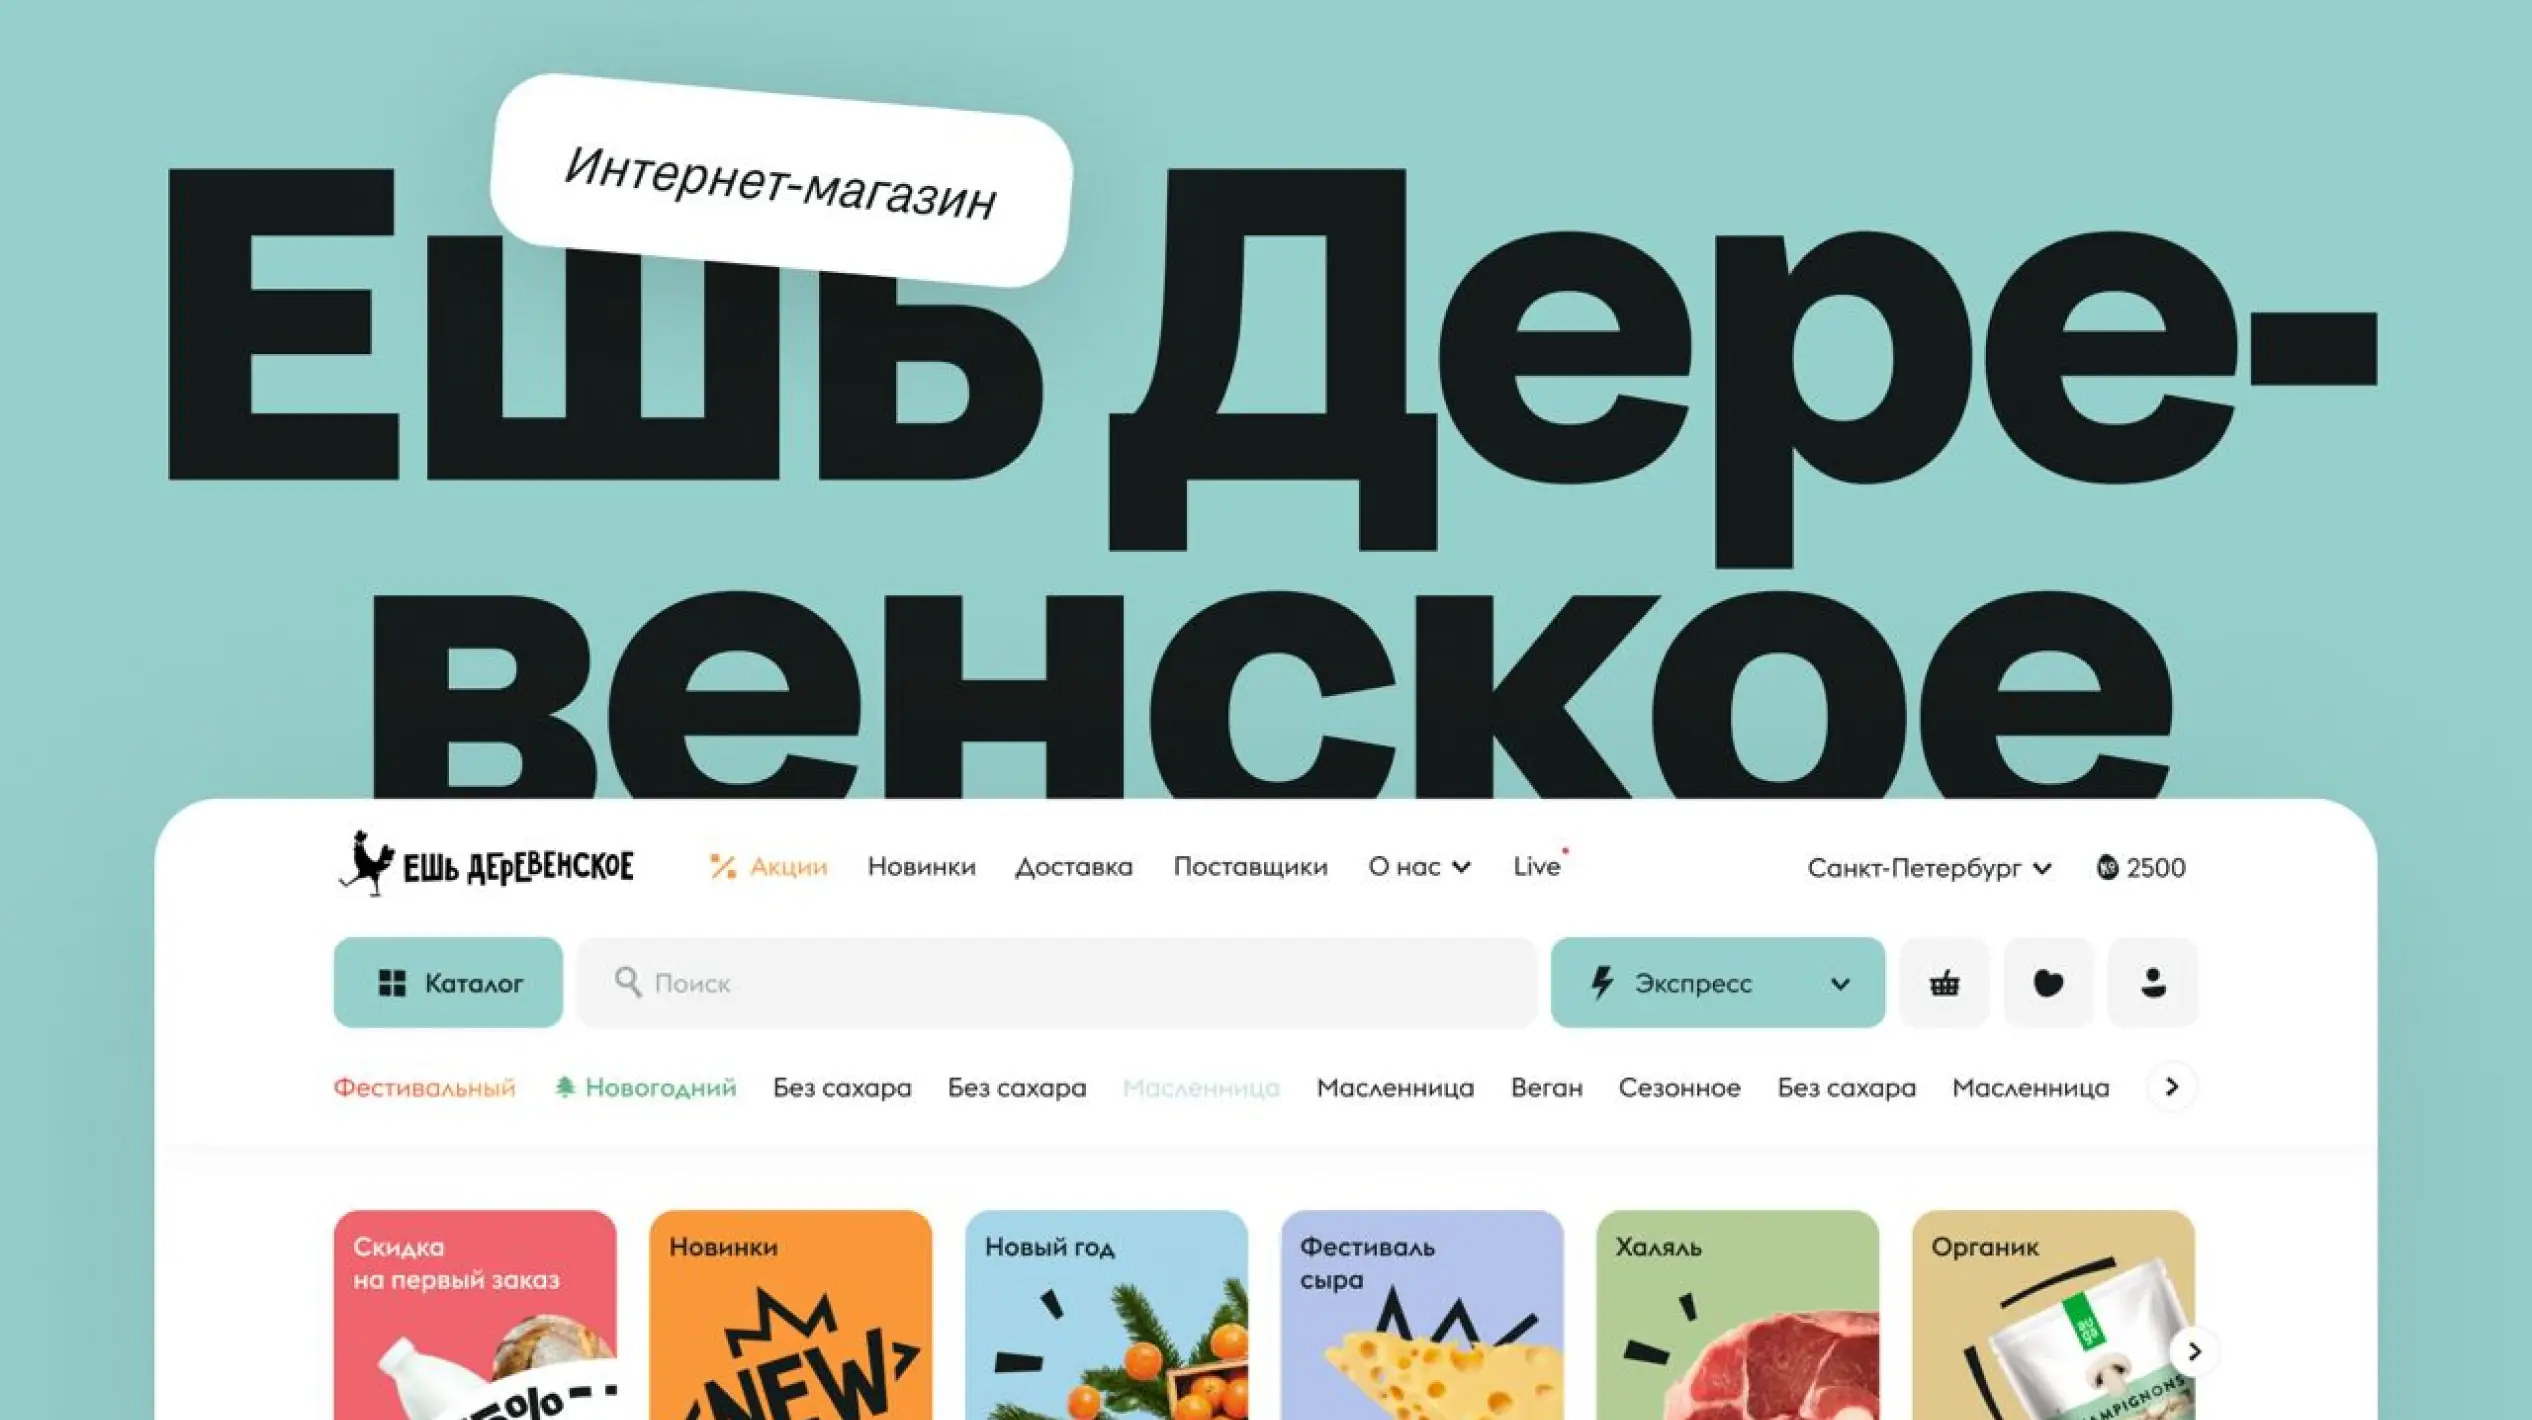 Интернет-магазин
Ешь Дере-
венское
ЕШЬ ДЕРЕВЕНСКОЕ
Акции Новинки Доставка Поставщики О нас Live
Санкт-Петербург 2500
Каталог Поиск Экспресс
Фестивальный Новогодний Без сахара Без сахара Масленница Масленница Веган Сезонное Без сахара Масленница
Скидка
на первый заказ
Новинки
NEW
Новый год
Фестиваль
сыра
Халяль
Органик
auga